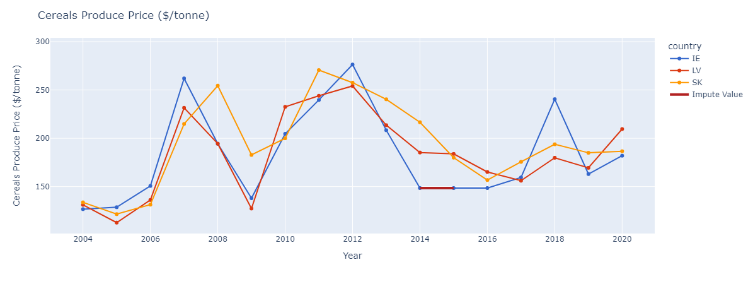 Cereals Produce Price ($/tonne)
300
250
200
150
Cereals Produce Price ($/tonne)
2004
2006
2008
2010
2012
2014
2016
2018
2020
Year
country
IE
LV
SK
Impute Value